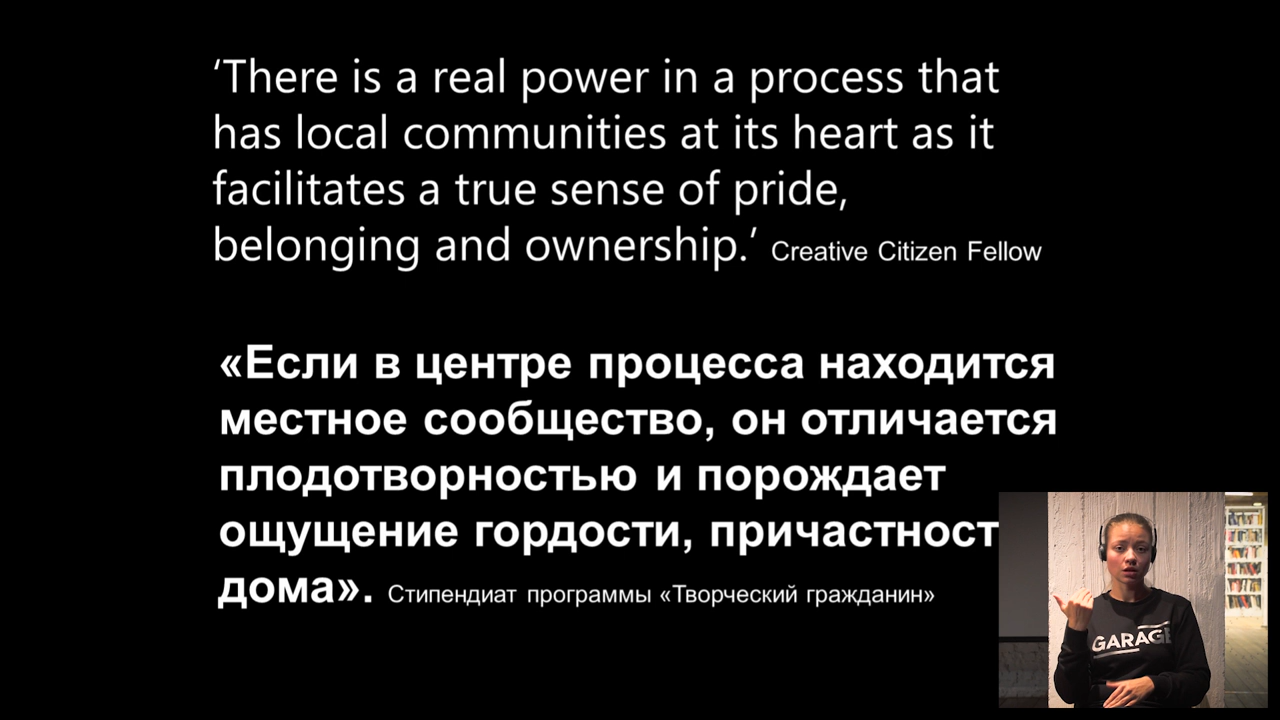 ‘There is a real power in a process that
has local communities at its heart as it
facilitates a true sense of pride,
belonging and ownership.’ Creative Citizen Fellow
«Если в центре процесса находится
местное сообщество, он отличается
плодотворностью и порождает
ощущение гордости, причастност
дома». Стипендиат программы «Творческий гражданин»
GARAGE